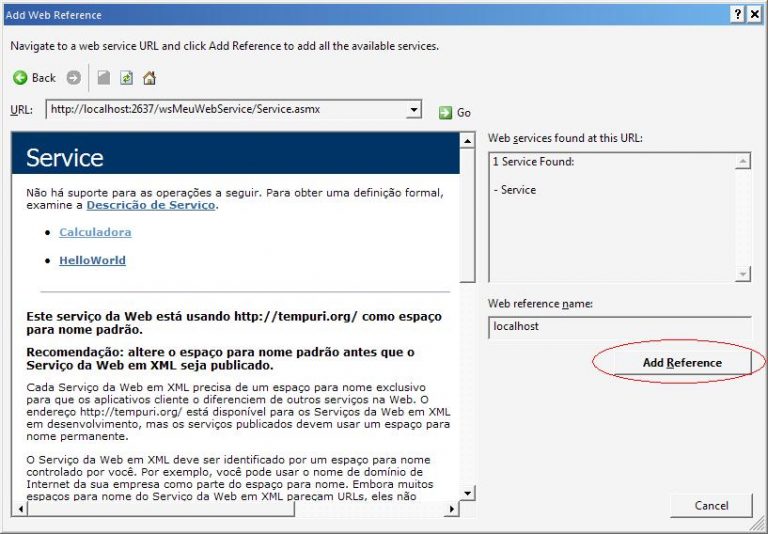 Add Web Reference
Navigate to a web service URL and click Add Reference to add all the available services.
Back
URL:
http://localhost:2637/wsMeuWebService/Service.asmx
Go
Service
Não há suporte para as operações a seguir. Para obter uma definição formal,
examine a Descrição de Serviço.
Calculadora
HelloWorld
Este serviço da Web está usando http://tempuri.org/ como espaço
para nome padrão.
Recomendação: altere o espaço para nome padrão antes que o
Serviço da Web em XML seja publicado.
Cada Serviço da Web em XML precisa de um espaço para nome exclusivo
para que os aplicativos cliente o diferenciem de outros serviços na Web. O
endereço http://tempuri.org/ está disponível para os Serviços da Web em XML
em desenvolvimento, mas os serviços publicados devem usar um espaço para
nome permanente.
O Serviço da Web em XML deve ser identificado por um espaço para nome
controlado por você. Por exemplo, você pode usar o nome de domínio de
Internet da sua empresa como parte do espaço para nome. Embora muitos
espaços para nome do Serviço da Web em XML pareçam URLs, eles não
Web services found at this URL:
1 Service Found:
- Service
Web reference name:
localhost
Add Reference
Cancel